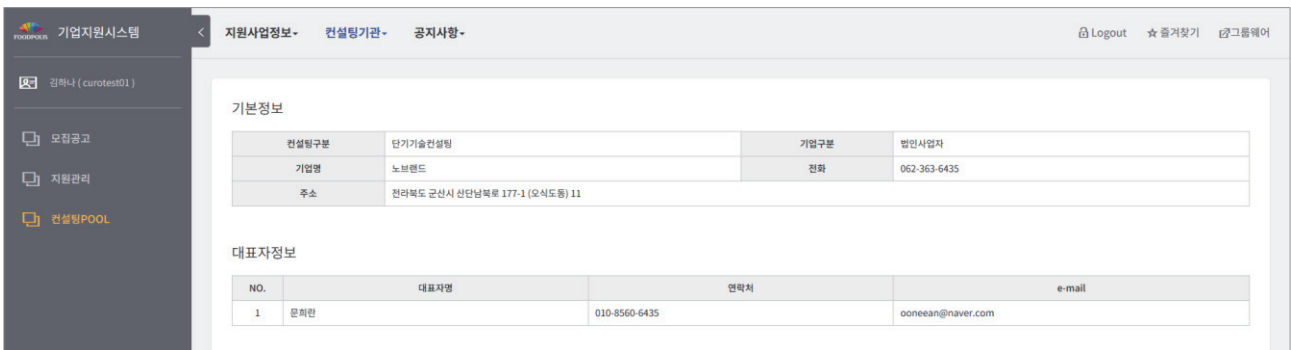 FOODPOLIS 기업지원시스템
지원사업정보 컨설팅기관 공지사항
Logout 즐겨찾기 그룹웨어
김하나 ( curotest01 )
모집공고
지원관리
컨설팅POOL
기본정보
컨설팅구분 단기기술컨설팅 기업구분 법인사업자
기업명 노브랜드 전화 062-363-6435
주소 전라북도 군산시 산단남북로 177-1 (오식도동) 11
대표자정보
NO. 대표자명 연락처 e-mail
1 문희란 010-8560-6435 ooneean@naver.com